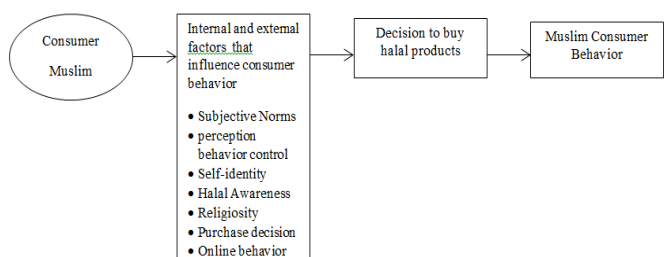 Consumer
Muslim
Internal and external
factors that
influence consumer
behavior
• Subjective Norms
• perception
behavior control
• Self-identity
• Halal Awareness
• Religiosity
• Purchase decision
• Online behavior
Decision to buy
halal products
Muslim Consumer
Behavior